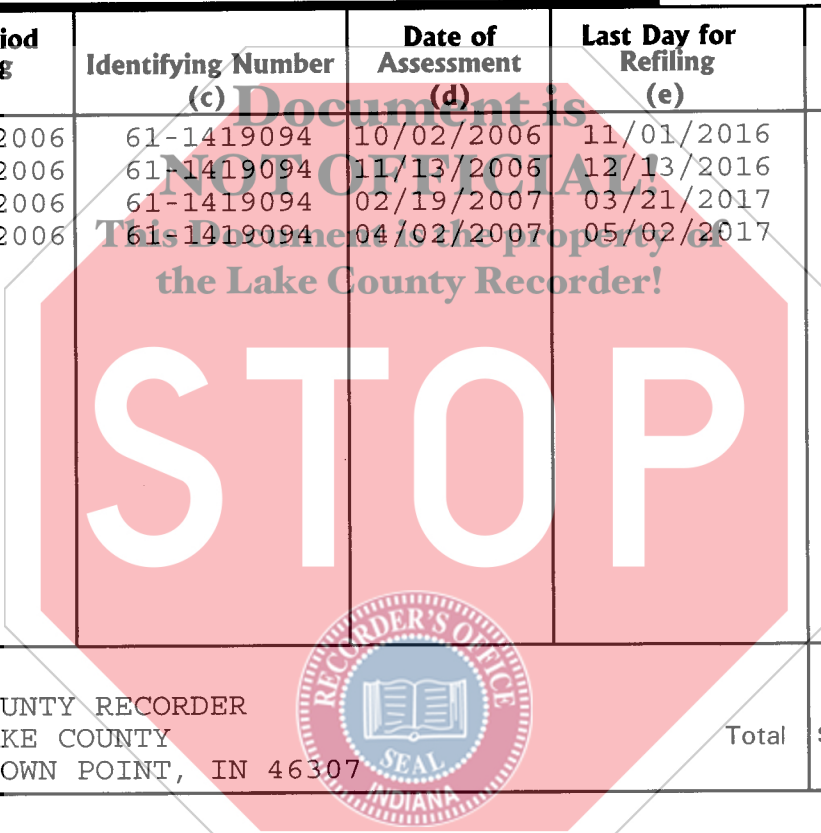 iod Date of Last Day for
g Identifying Number Assessment Refiling
(c) (d) (e)
Document is
2006 61-1419094 10/02/2006 11/01/2016
2006 61-1419094 11/13/2006 12/13/2016
NOT OFFICIAL!
2006 61-1419094 02/19/2007 03/21/2017
2006 61-1419094 04/02/2007 05/02/2017
This Document is the property of
the Lake County Recorder!
STOP
RECORDER'S OFFICE
SEAL
INDIANA
UNTY RECORDER
KE COUNTY Total $
OWN POINT, IN 46307